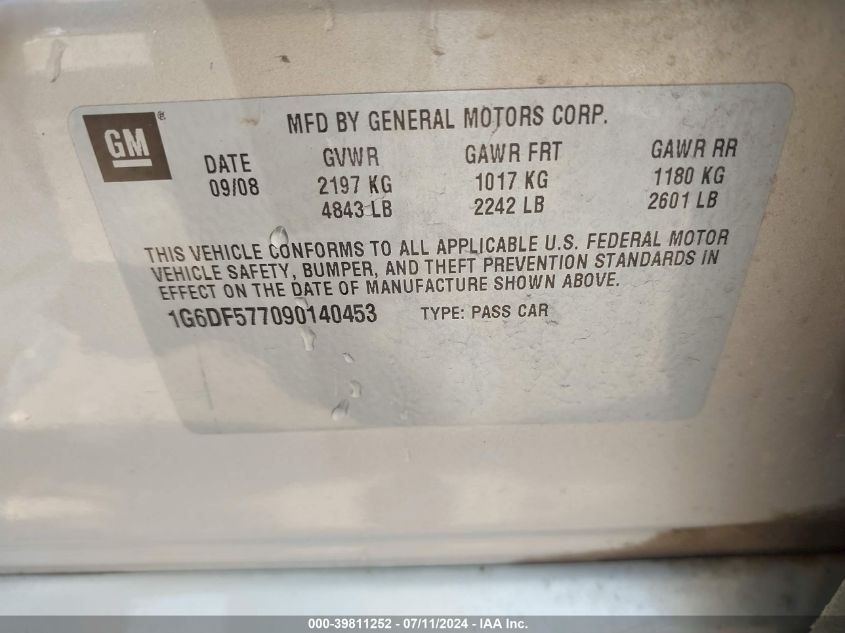 GM ®
MFD BY GENERAL MOTORS CORP.
DATE GVWR GAWR FRT GAWR RR
09/08 2197 KG 1017 KG 1180 KG
4843 LB 2242 LB 2601 LB
THIS VEHICLE CONFORMS TO ALL APPLICABLE U.S. FEDERAL MOTOR
VEHICLE SAFETY, BUMPER, AND THEFT PREVENTION STANDARDS IN
EFFECT ON THE DATE OF MANUFACTURE SHOWN ABOVE.
1G6DF577090140453 TYPE: PASS CAR
000-39811252 - 07/11/2024 - IAA Inc.